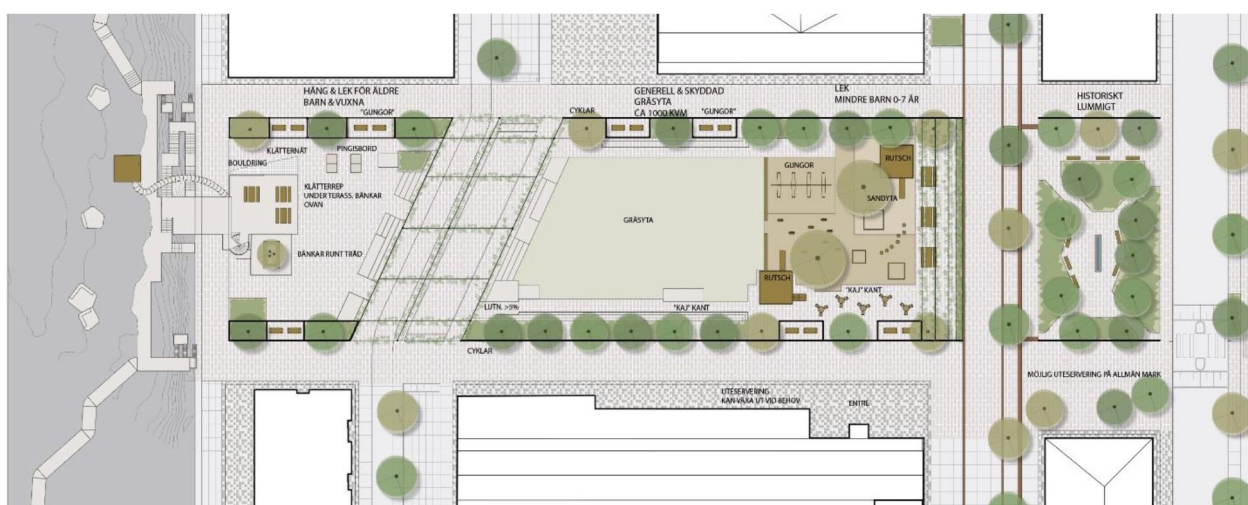 HÄNG & LEK FÖR ÄLDRE
BARN & VUXNA
"GUNGOR"
CYKLAR
GENERELL & SKYDDAD
GRÄSYTA
CA 1000 KVM
"GUNGOR"
LEK
MINDRE BARN 0-7 ÅR
HISTORISKT
LUMMIGT
KLÄTTERNÄT
PINGISBORD
BOULDRING
KLÄTTERREP
UNDER TERASS. BÄNKAR
OVAN
GUNGOR
RUTSCH
SANDYTA
GRÄSYTA
BÄNKAR RUNT TRÄD
RUTSCH
LUTN. >5%
"KAJ" KANT
"KAJ" KANT
CYKLAR
MÖJLIG UTESERVERING PÅ ALLMÄN MARK
UTESERVERING
KAN VÄXA UT VID BEHOV
ENTRE